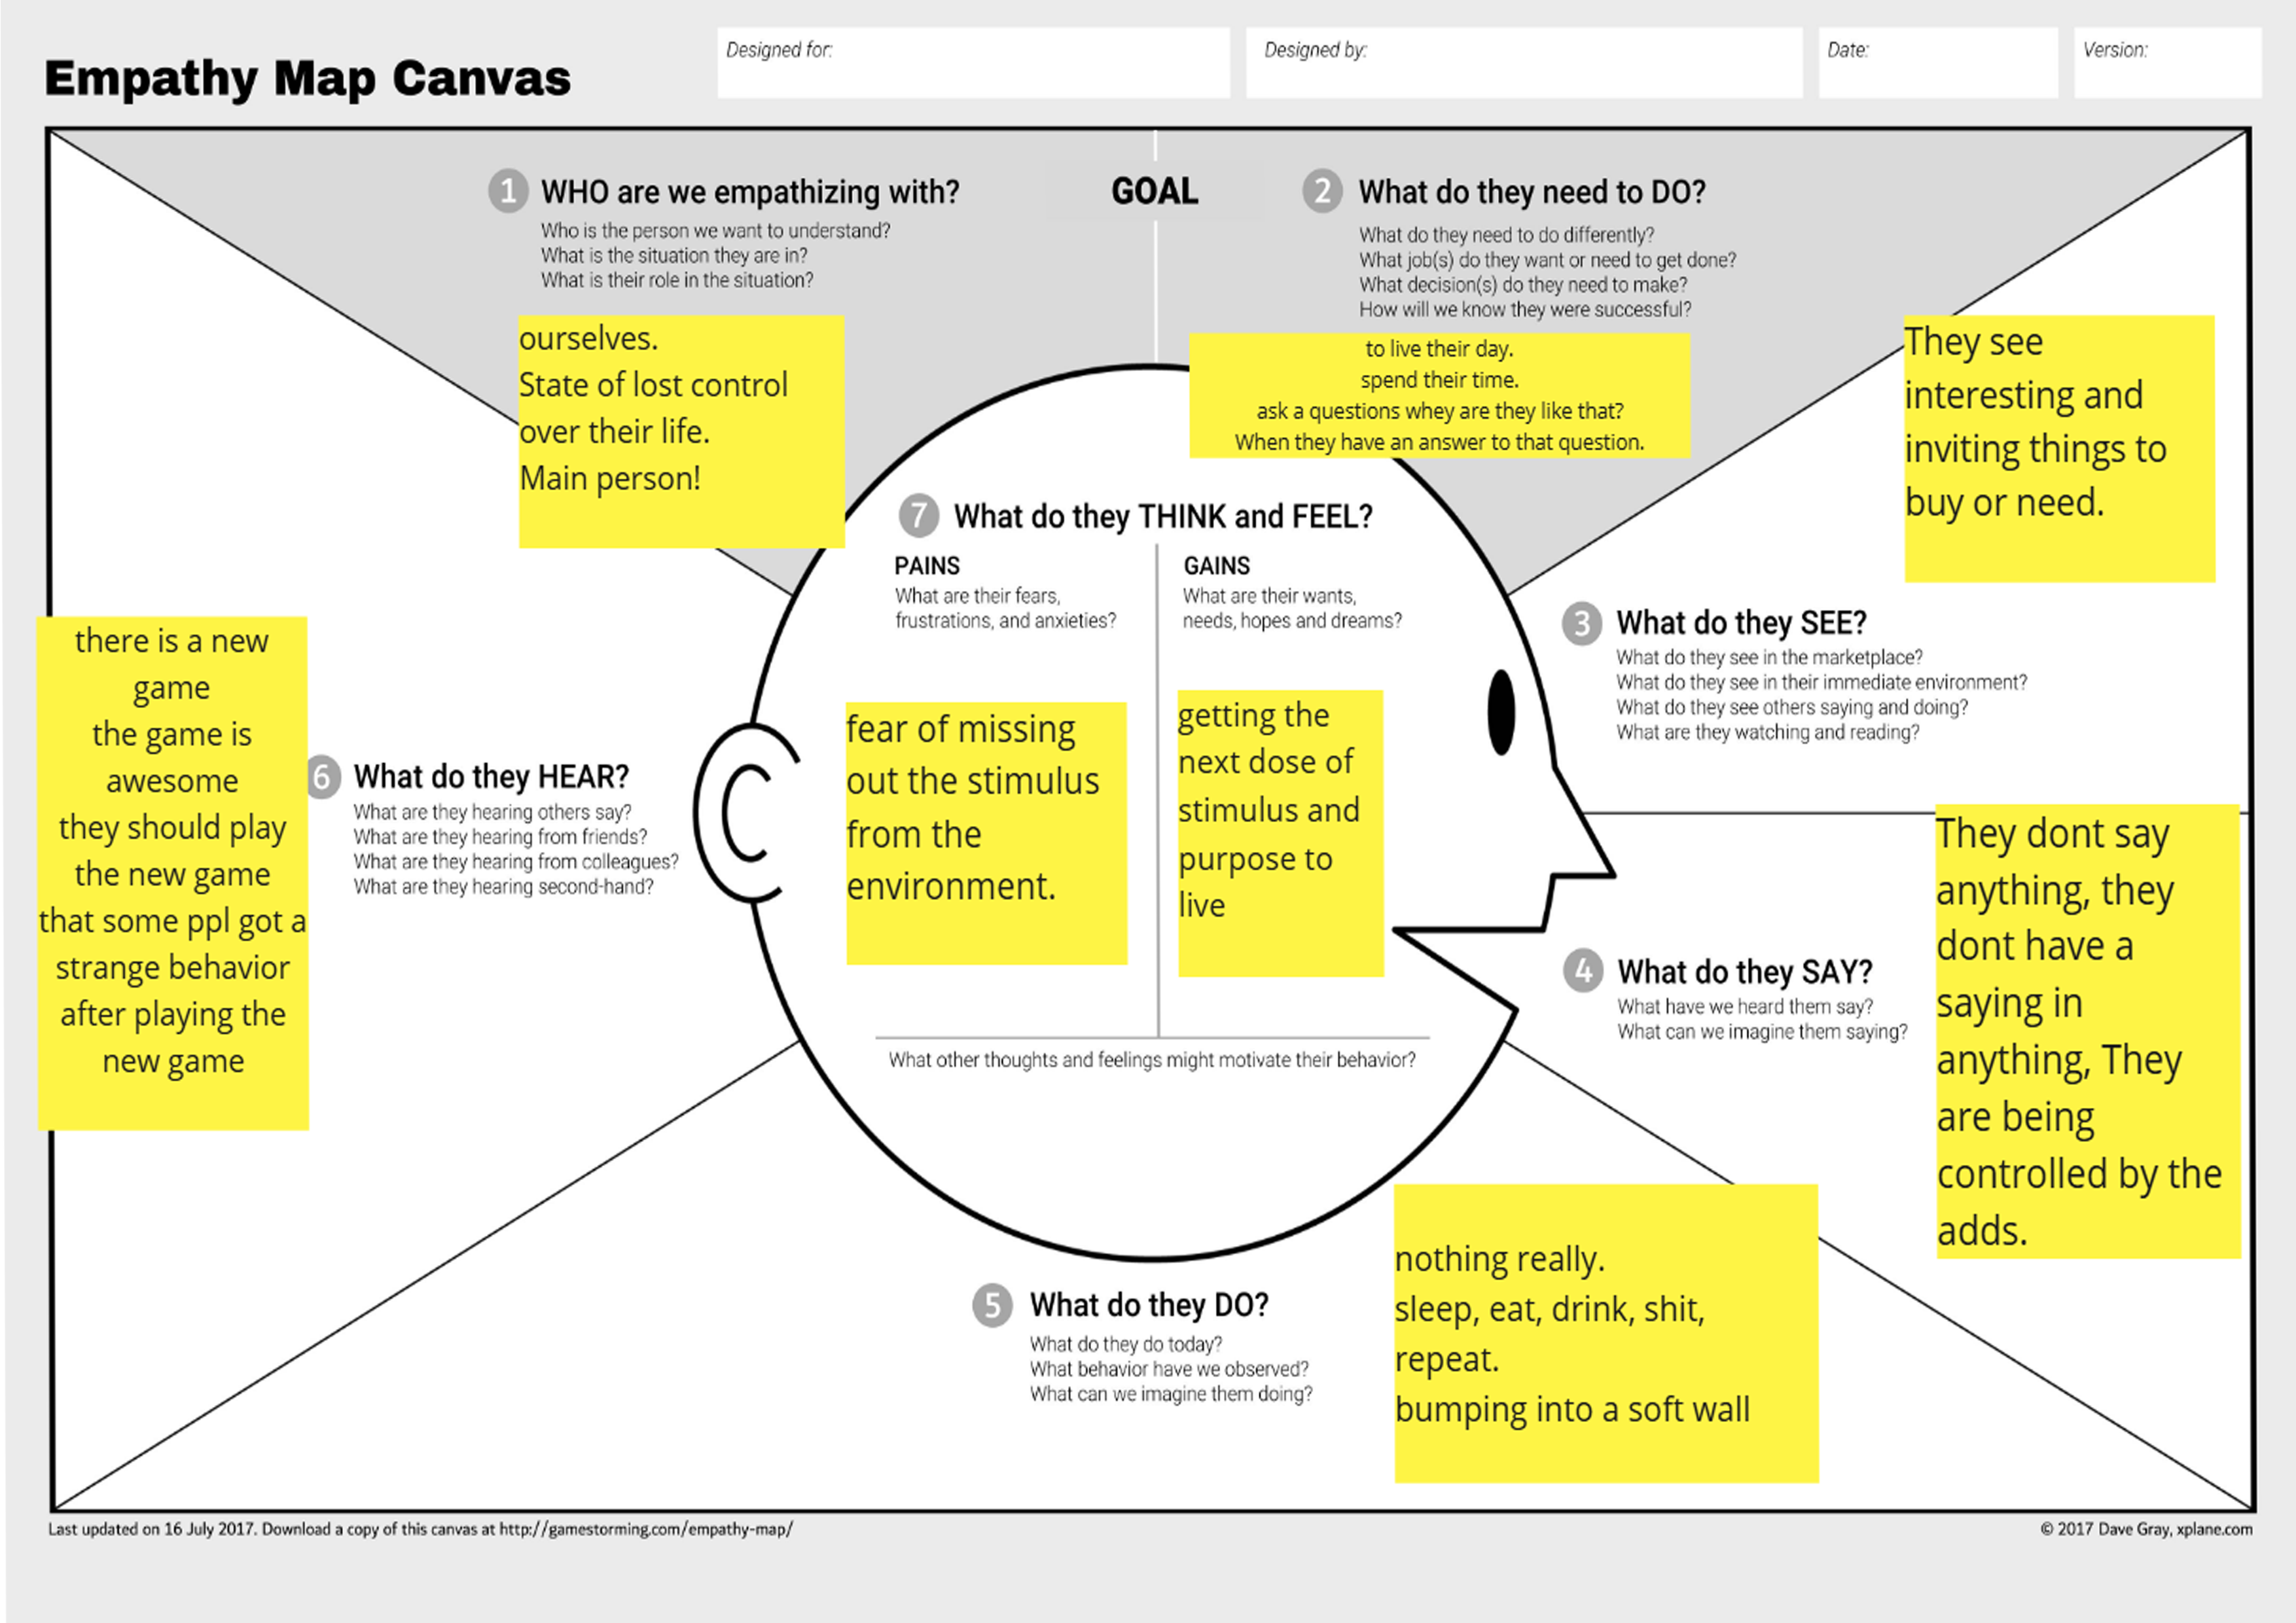 Empathy Map Canvas
Designed for:
Designed by:
Date:
Version:
GOAL
1 WHO are we empathizing with?
Who is the person we want to understand?
What is the situation they are in?
What is their role in the situation?
ourselves.
State of lost control
over their life.
Main person!
2 What do they need to DO?
What do they need to do differently?
What job(s) do they want or need to get done?
What decision(s) do they need to make?
How will we know they were successful?
to live their day.
spend their time.
ask a questions whey are they like that?
When they have an answer to that question.
They see
interesting and
inviting things to
buy or need.
3 What do they SEE?
What do they see in the marketplace?
What do they see in their immediate environment?
What do they see others saying and doing?
What are they watching and reading?
4 What do they SAY?
What have we heard them say?
What can we imagine them saying?
They dont say
anything, they
dont have a
saying in
anything, They
are being
controlled by the
adds.
5 What do they DO?
What do they do today?
What behavior have we observed?
What can we imagine them doing?
nothing really.
sleep, eat, drink, shit,
repeat.
bumping into a soft wall
there is a new
game
the game is
awesome
they should play
the new game
that some ppl got a
strange behavior
after playing the
new game
6 What do they HEAR?
What are they hearing others say?
What are they hearing from friends?
What are they hearing from colleagues?
What are they hearing second-hand?
7 What do they THINK and FEEL?
PAINS
What are their fears,
frustrations, and anxieties?
fear of missing
out the stimulus
from the
environment.
GAINS
What are their wants,
needs, hopes and dreams?
getting the
next dose of
stimulus and
purpose to
live
What other thoughts and feelings might motivate their behavior?
Last updated on 16 July 2017. Download a copy of this canvas at http://gamestorming.com/empathy-map/
© 2017 Dave Gray, xplane.com